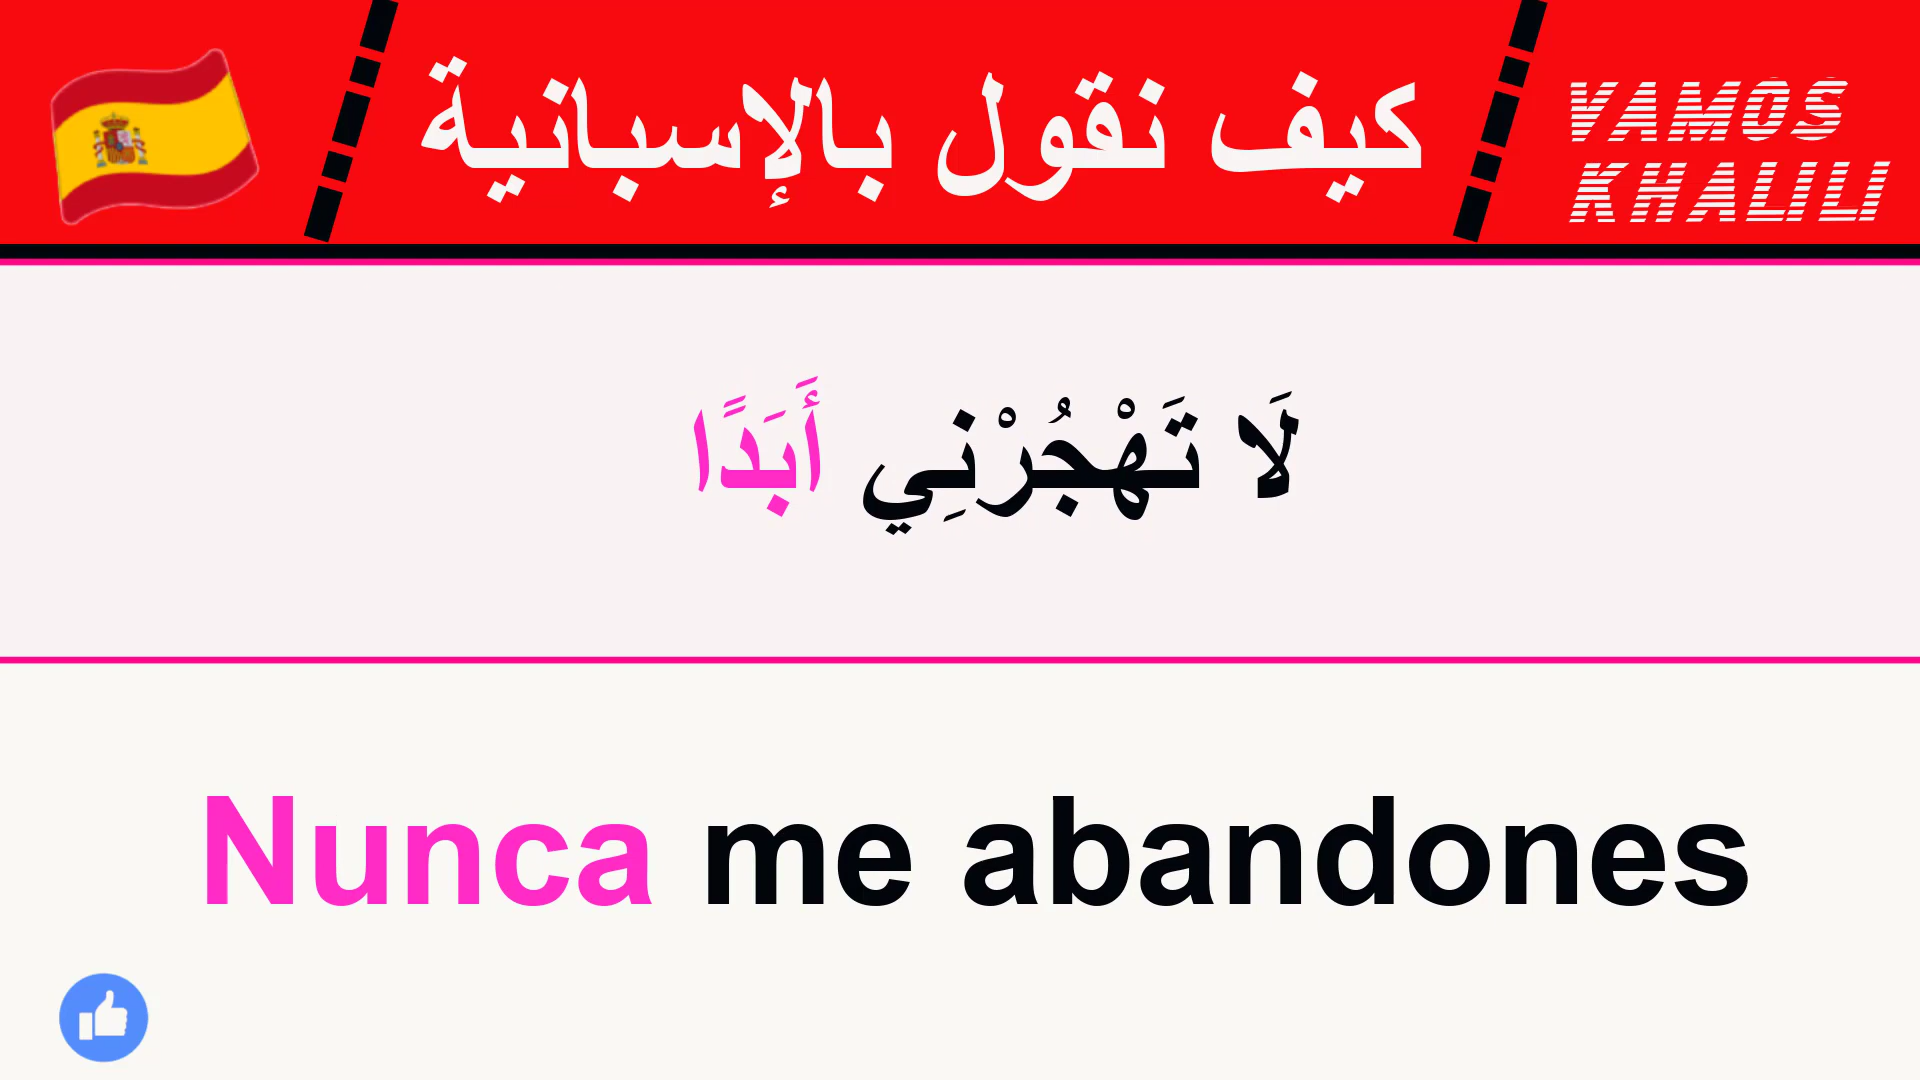 كيف نقول بالإسبانية
VAMOS
KHALILI
لَا تَهْجُرْنِي أَبَدًا
Nunca me abandones